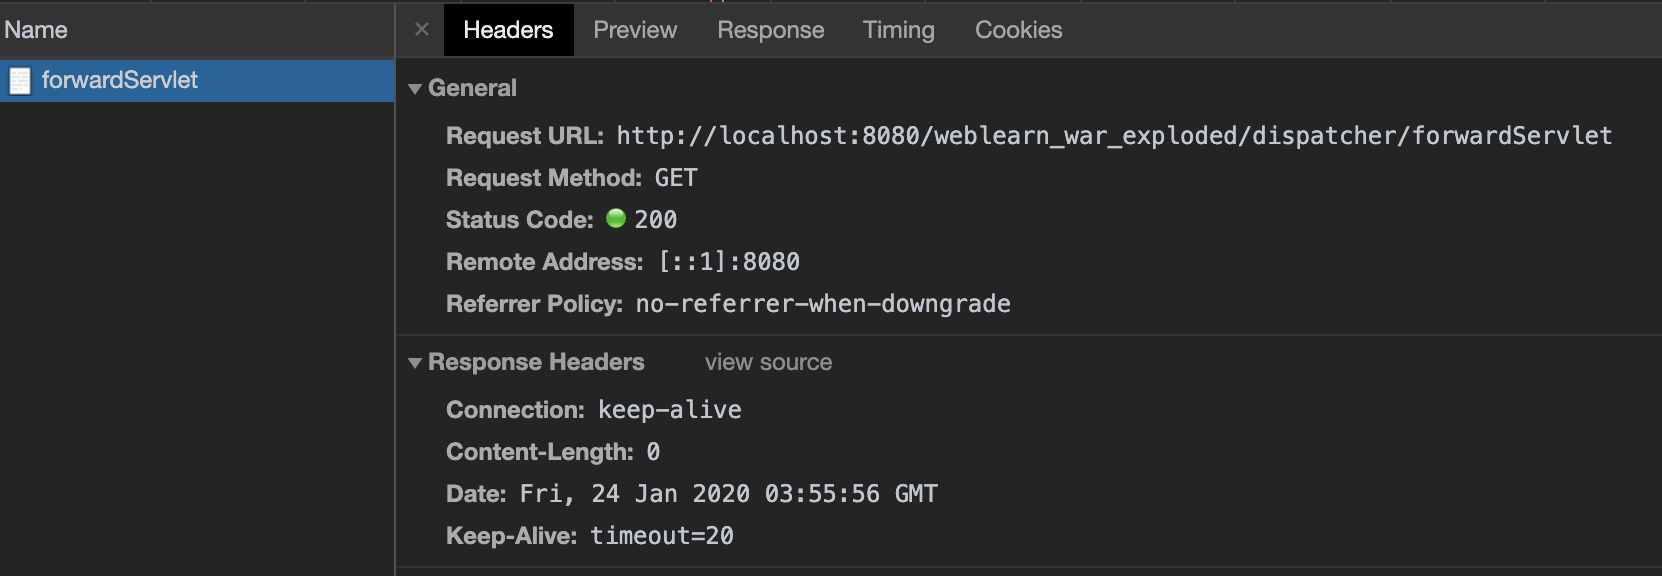 Name
× Headers Preview Response Timing Cookies
forwardServlet
General
Request URL: http://localhost:8080/weblearn_war_exploded/dispatcher/forwardServlet
Request Method: GET
Status Code: 200
Remote Address: [::1]:8080
Referrer Policy: no-referrer-when-downgrade
Response Headers view source
Connection: keep-alive
Content-Length: 0
Date: Fri, 24 Jan 2020 03:55:56 GMT
Keep-Alive: timeout=20